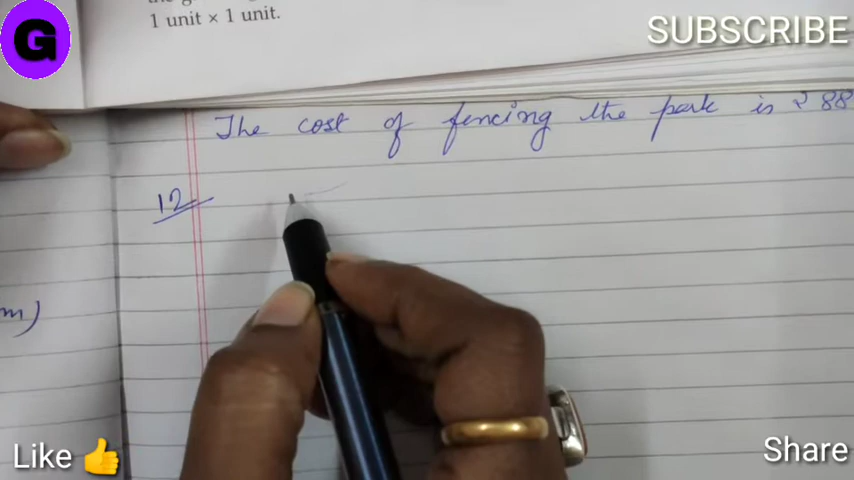 1 unit × 1 unit.
G
SUBSCRIBE
The cost of fencing the park is ₹ 88
12
m)
Like 👍
Share